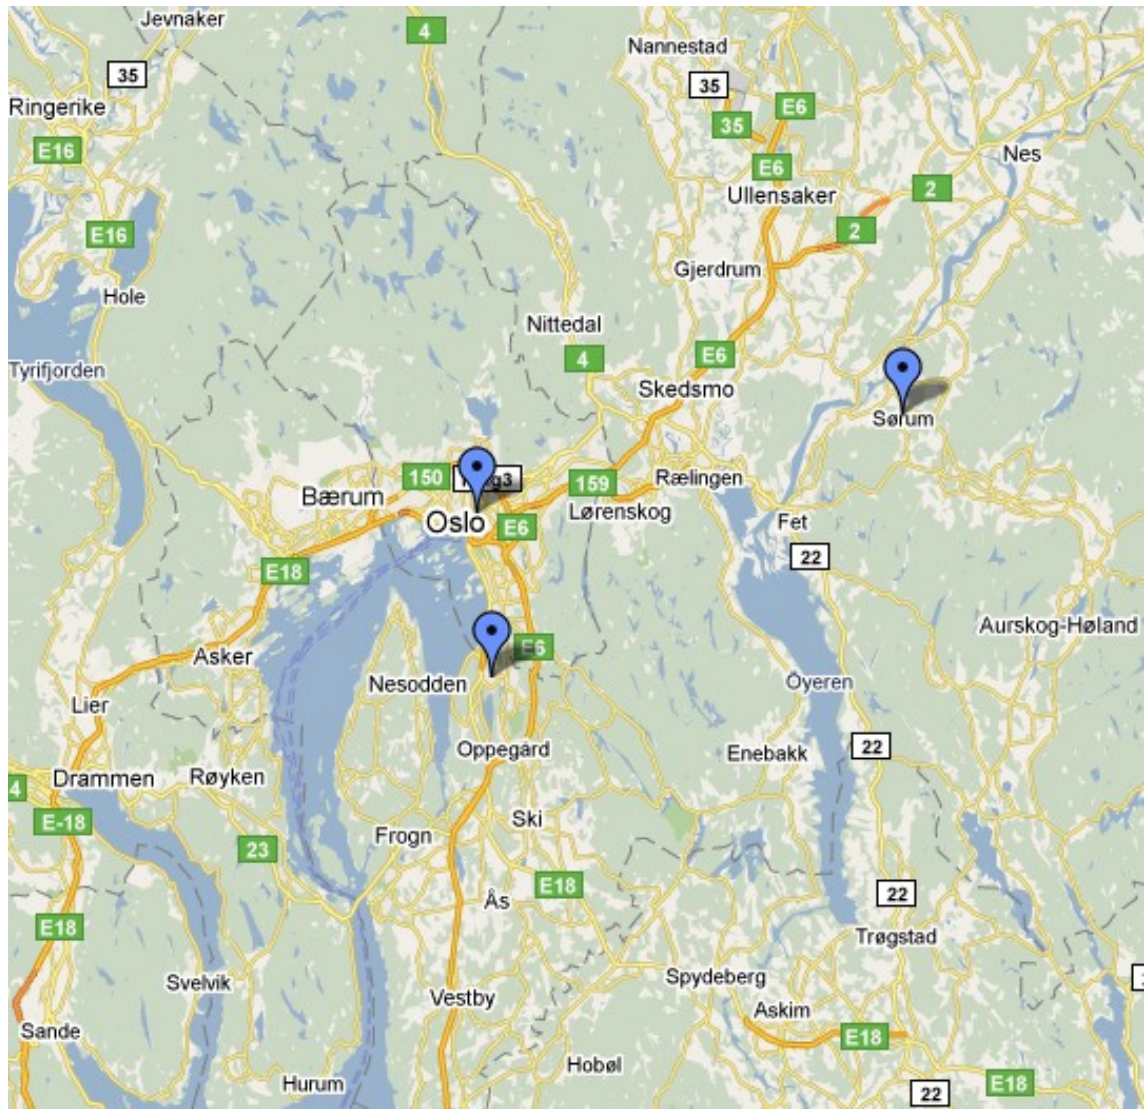 Jevnaker
4
Nannestad
35
35
Ringerike
E6
35
E16
Nes
E6
2
Ullensaker
2
E16
Gjerdrum
Hole
Nittedal
E6
4
Tyrifjorden
Skedsmo
Sørum
150
159
Rælingen
Bærum
Lørenskog
Oslo
E6
Fet
22
E18
Aurskog-Høland
E6
Asker
Nesodden
Öyeren
Lier
Oppegård
22
Enebakk
Drammen
Røyken
4
Ski
E-18
Frogn
23
E18
22
Ås
E18
Trøgstad
Spydeberg
Svelvik
Vestby
Askim
Sande
E18
Hobøl
Hurum
E18
22